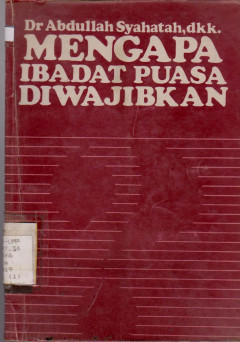 Dr Abdullah Syahatah,dkk.
MENGAPA
IBADAT PUASA
DIWAJIBKAN